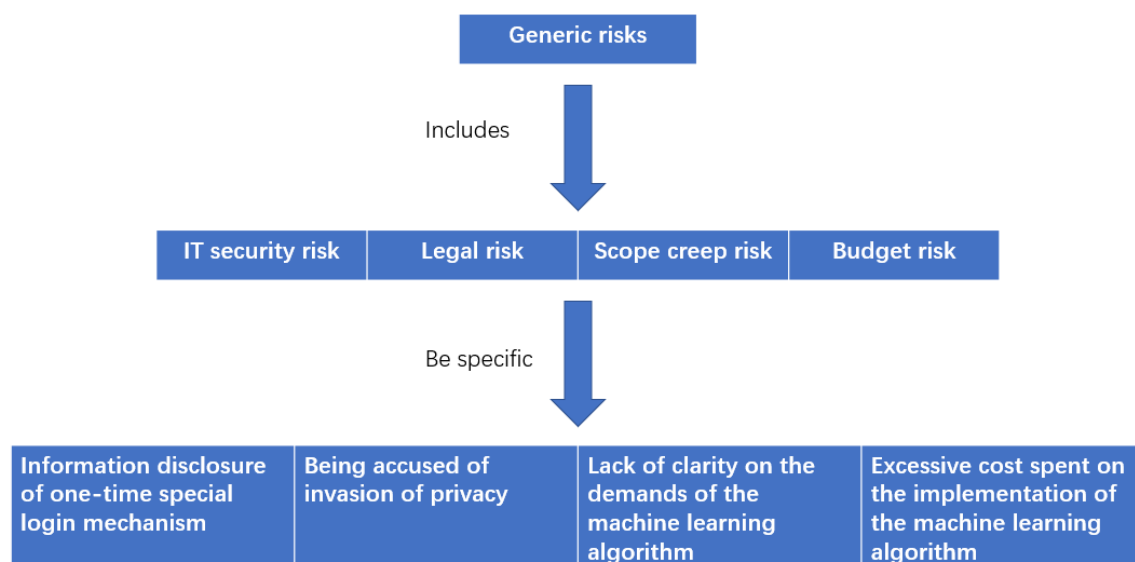 Generic risks
Includes
IT security risk
Legal risk
Scope creep risk
Budget risk
Be specific
Information disclosure
of one-time special
login mechanism
Being accused of
invasion of privacy
Lack of clarity on the
demands of the
machine learning
algorithm
Excessive cost spent on
the implementation of
the machine learning
algorithm